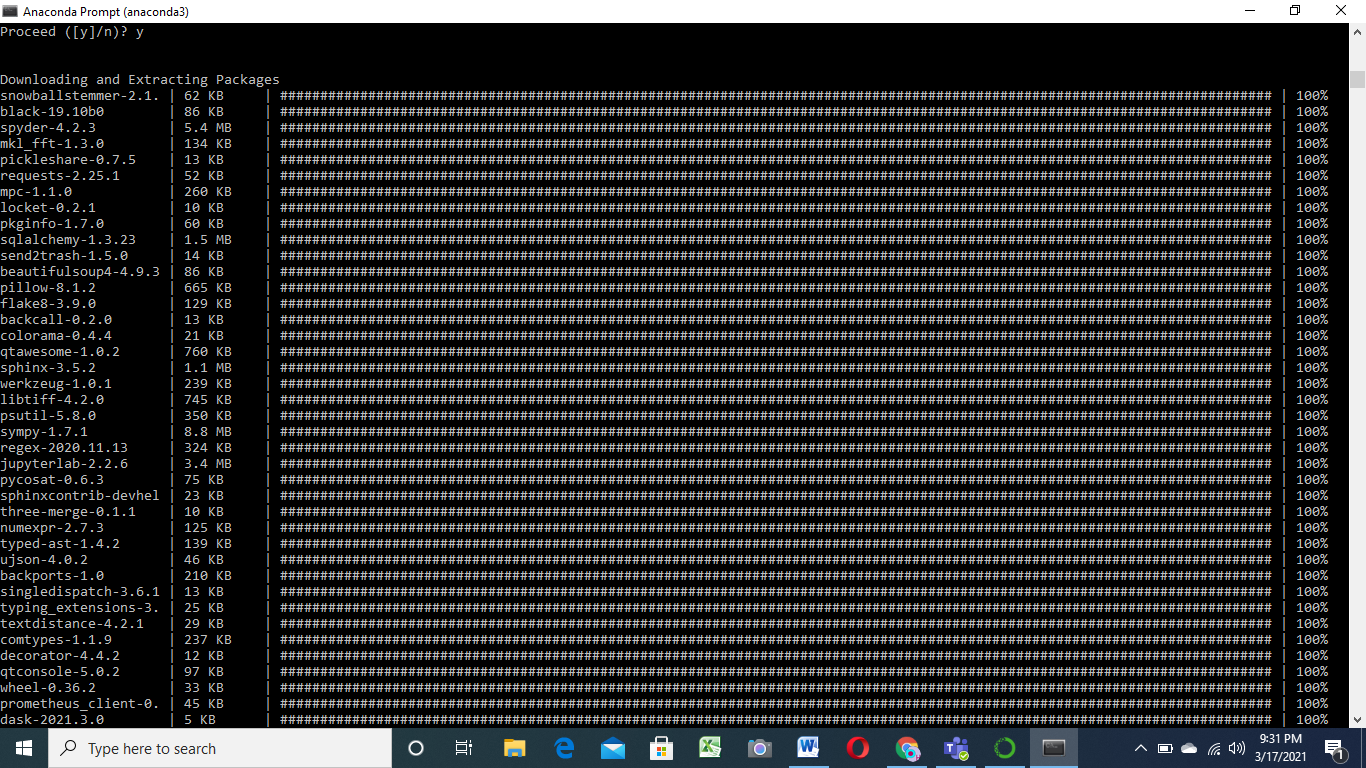 Anaconda Prompt (anaconda3)
Proceed ([y]/n)? y
Downloading and Extracting Packages
snowballstemmer-2.1. | 62 KB | ############################################################################################################################ | 100%
black-19.10b0 | 86 KB | ############################################################################################################################ | 100%
spyder-4.2.3 | 5.4 MB | ############################################################################################################################ | 100%
mkl_fft-1.3.0 | 134 KB | ############################################################################################################################ | 100%
pickleshare-0.7.5 | 13 KB | ############################################################################################################################ | 100%
requests-2.25.1 | 52 KB | ############################################################################################################################ | 100%
mpc-1.1.0 | 260 KB | ############################################################################################################################ | 100%
locket-0.2.1 | 10 KB | ############################################################################################################################ | 100%
pkginfo-1.7.0 | 60 KB | ############################################################################################################################ | 100%
sqlalchemy-1.3.23 | 1.5 MB | ############################################################################################################################ | 100%
send2trash-1.5.0 | 14 KB | ############################################################################################################################ | 100%
beautifulsoup4-4.9.3 | 86 KB | ############################################################################################################################ | 100%
pillow-8.1.2 | 665 KB | ############################################################################################################################ | 100%
flake8-3.9.0 | 129 KB | ############################################################################################################################ | 100%
backcall-0.2.0 | 13 KB | ############################################################################################################################ | 100%
colorama-0.4.4 | 21 KB | ############################################################################################################################ | 100%
qtawesome-1.0.2 | 760 KB | ############################################################################################################################ | 100%
sphinx-3.5.2 | 1.1 MB | ############################################################################################################################ | 100%
werkzeug-1.0.1 | 239 KB | ############################################################################################################################ | 100%
libtiff-4.2.0 | 745 KB | ############################################################################################################################ | 100%
psutil-5.8.0 | 350 KB | ############################################################################################################################ | 100%
sympy-1.7.1 | 8.8 MB | ############################################################################################################################ | 100%
regex-2020.11.13 | 324 KB | ############################################################################################################################ | 100%
jupyterlab-2.2.6 | 3.4 MB | ############################################################################################################################ | 100%
pycosat-0.6.3 | 75 KB | ############################################################################################################################ | 100%
sphinxcontrib-devhel | 23 KB | ############################################################################################################################ | 100%
three-merge-0.1.1 | 10 KB | ############################################################################################################################ | 100%
numexpr-2.7.3 | 125 KB | ############################################################################################################################ | 100%
typed-ast-1.4.2 | 139 KB | ############################################################################################################################ | 100%
ujson-4.0.2 | 46 KB | ############################################################################################################################ | 100%
backports-1.0 | 210 KB | ############################################################################################################################ | 100%
singledispatch-3.6.1 | 13 KB | ############################################################################################################################ | 100%
typing_extensions-3. | 25 KB | ############################################################################################################################ | 100%
textdistance-4.2.1 | 29 KB | ############################################################################################################################ | 100%
comtypes-1.1.9 | 237 KB | ############################################################################################################################ | 100%
decorator-4.4.2 | 12 KB | ############################################################################################################################ | 100%
qtconsole-5.0.2 | 97 KB | ############################################################################################################################ | 100%
wheel-0.36.2 | 33 KB | ############################################################################################################################ | 100%
prometheus_client-0. | 45 KB | ############################################################################################################################ | 100%
dask-2021.3.0 | 5 KB | ############################################################################################################################ | 100%
Type here to search
9:31 PM
3/17/2021
1